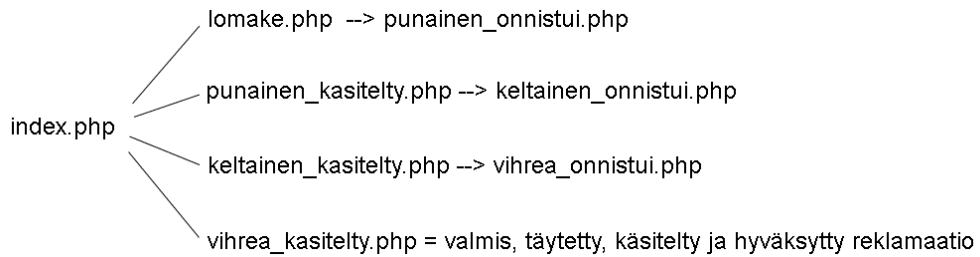 lomake.php --> punainen_onnistui.php
punainen_kasitelty.php --> keltainen_onnistui.php
index.php
keltainen_kasitelty.php --> vihrea_onnistui.php
vihrea_kasitelty.php = valmis, täytetty, käsitelty ja hyväksytty reklamaatio